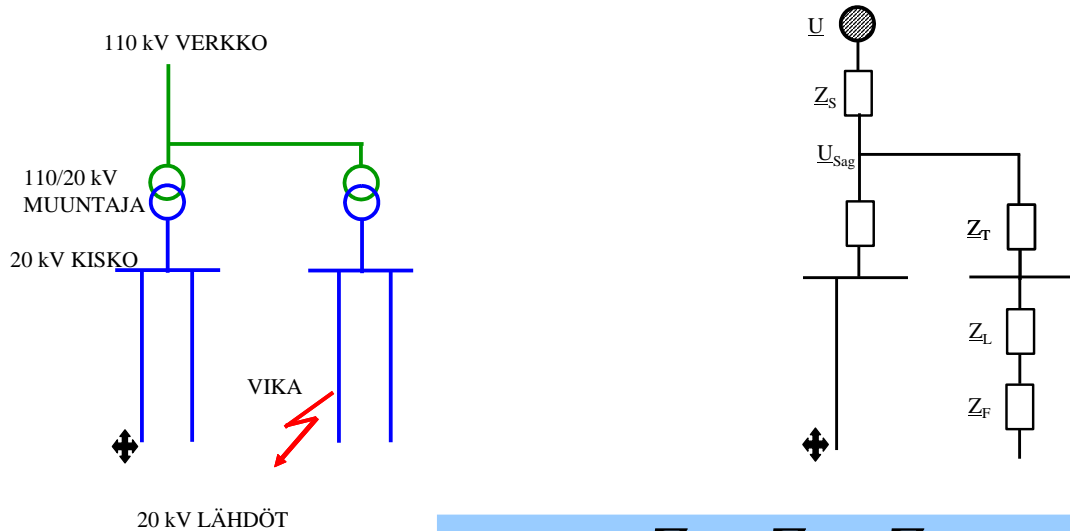 110 kV VERKKO
110/20 kV
MUUNTAJA
20 kV KISKO
VIKA
20 kV LÄHDÖT
U
Z_S
U_Sag
Z_T
Z_L
Z_F